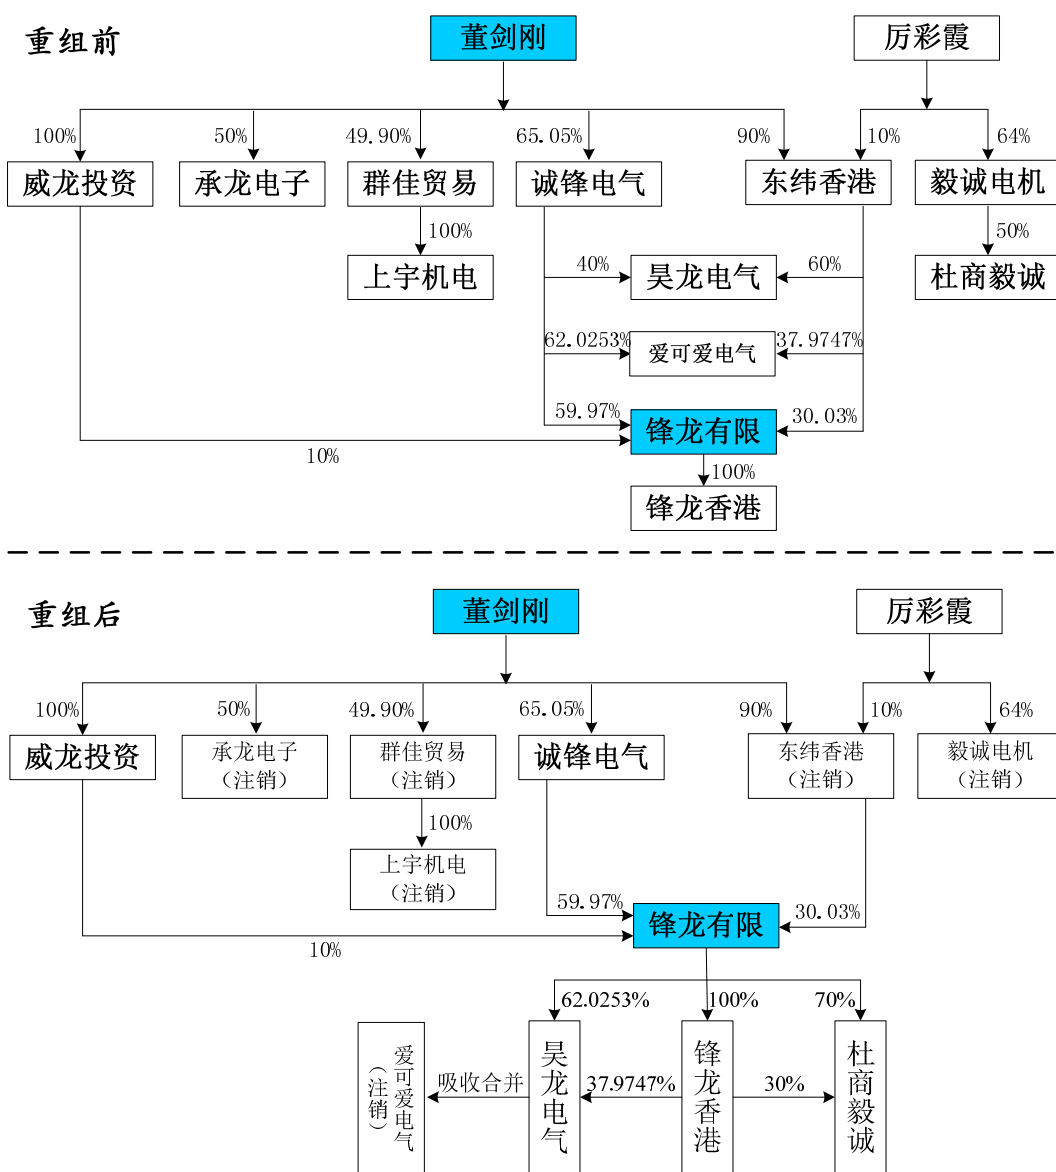 重组前
董剑刚
厉彩霞
100%
50%
49.90%
65.05%
90%
10%
64%
威龙投资
承龙电子
群佳贸易
诚锋电气
东纬香港
毅诚电机
100%
50%
上宇机电
40%
昊龙电气
60%
杜商毅诚
62.0253%
爱可爱电气
37.9747%
59.97%
锋龙有限
30.03%
10%
100%
锋龙香港
重组后
董剑刚
厉彩霞
100%
50%
49.90%
65.05%
90%
10%
64%
威龙投资
承龙电子
（注销）
群佳贸易
（注销）
诚锋电气
东纬香港
（注销）
毅诚电机
（注销）
100%
上宇机电
（注销）
59.97%
锋龙有限
30.03%
10%
62.0253%
100%
70%
爱可爱电气
（注销）
吸收合并
昊龙电气
37.9747%
锋龙香港
30%
杜商毅诚